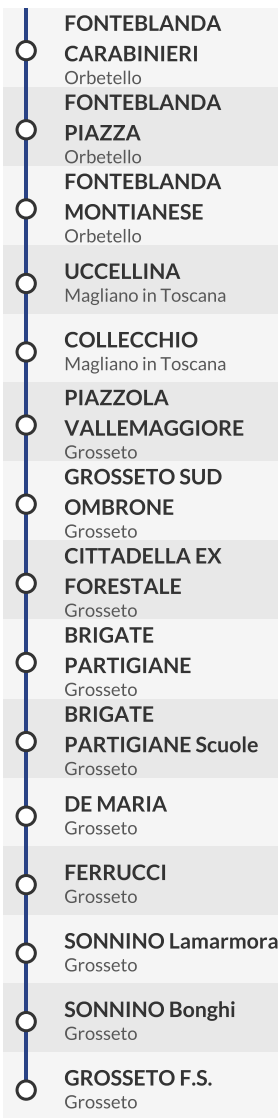 FONTEBLANDA
CARABINIERI
Orbetello
FONTEBLANDA
PIAZZA
Orbetello
FONTEBLANDA
MONTIANESE
Orbetello
UCCELLINA
Magliano in Toscana
COLLECCHIO
Magliano in Toscana
PIAZZOLA
VALLEMAGGIORE
Grosseto
GROSSETO SUD
OMBRONE
Grosseto
CITTADELLA EX
FORESTALE
Grosseto
BRIGATE
PARTIGIANE
Grosseto
BRIGATE
PARTIGIANE Scuole
Grosseto
DE MARIA
Grosseto
FERRUCCI
Grosseto
SONNINO Lamarmora
Grosseto
SONNINO Bonghi
Grosseto
GROSSETO F.S.
Grosseto